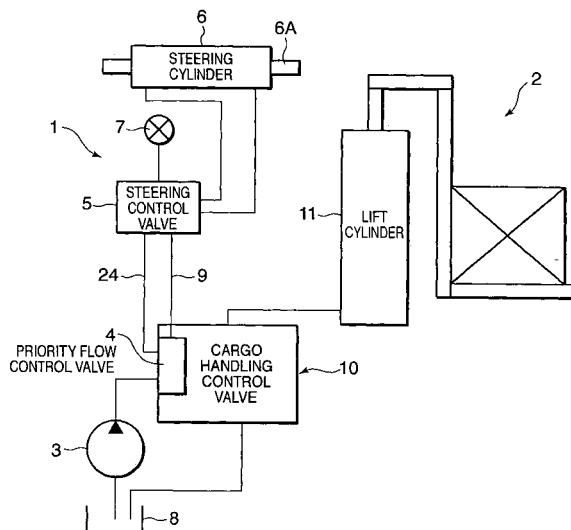 6
6A
STEERING
CYLINDER
2
1
7
STEERING
CONTROL
VALVE
5
11
LIFT
CYLINDER
24
9
4
PRIORITY FLOW
CONTROL VALVE
CARGO
HANDLING
CONTROL
VALVE
10
3
8